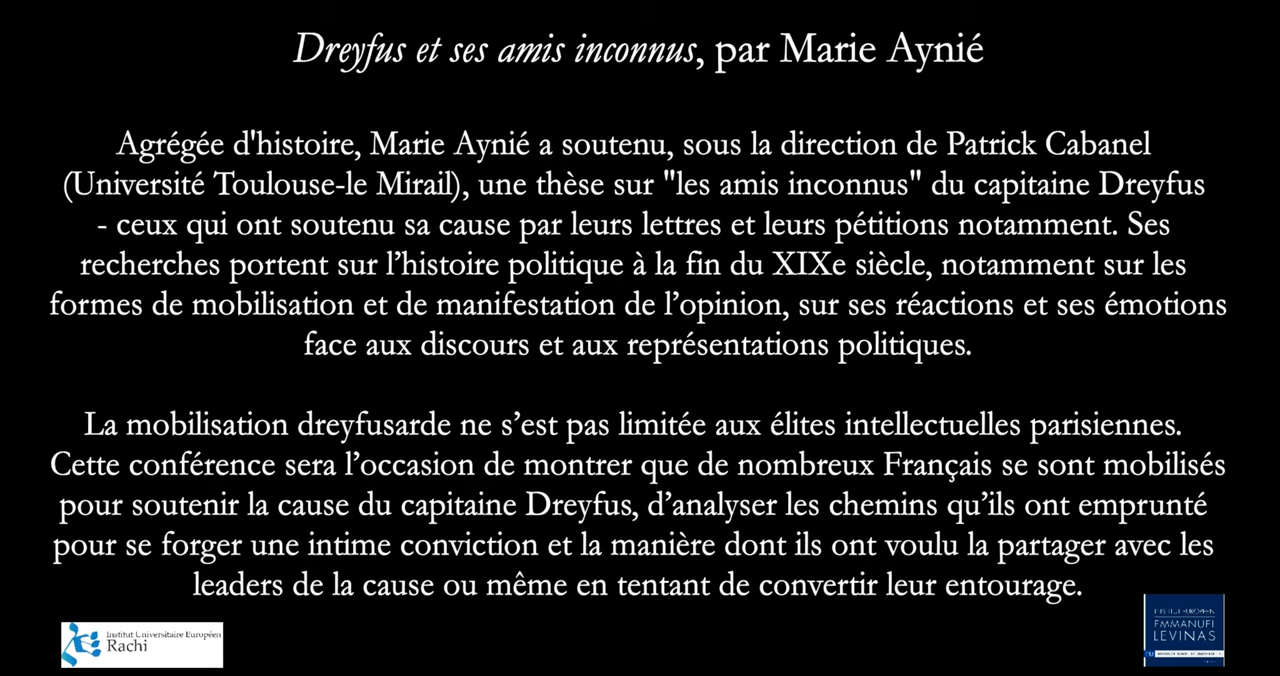 Dreyfus et ses amis inconnus, par Marie Aynié
Agrégée d'histoire, Marie Aynié a soutenu, sous la direction de Patrick Cabanel
(Université Toulouse-le Mirail), une thèse sur "les amis inconnus" du capitaine Dreyfus
- ceux qui ont soutenu sa cause par leurs lettres et leurs pétitions notamment. Ses
recherches portent sur l’histoire politique à la fin du XIXe siècle, notamment sur les
formes de mobilisation et de manifestation de l’opinion, sur ses réactions et ses émotions
face aux discours et aux représentations politiques.
La mobilisation dreyfusarde ne s’est pas limitée aux élites intellectuelles parisiennes.
Cette conférence sera l’occasion de montrer que de nombreux Français se sont mobilisés
pour soutenir la cause du capitaine Dreyfus, d’analyser les chemins qu’ils ont emprunté
pour se forger une intime conviction et la manière dont ils ont voulu la partager avec les
leaders de la cause ou même en tentant de convertir leur entourage.
Institut Universitaire Européen
Rachi
INSTITUT EUROPÉEN
EMMANUEL
LEVINAS